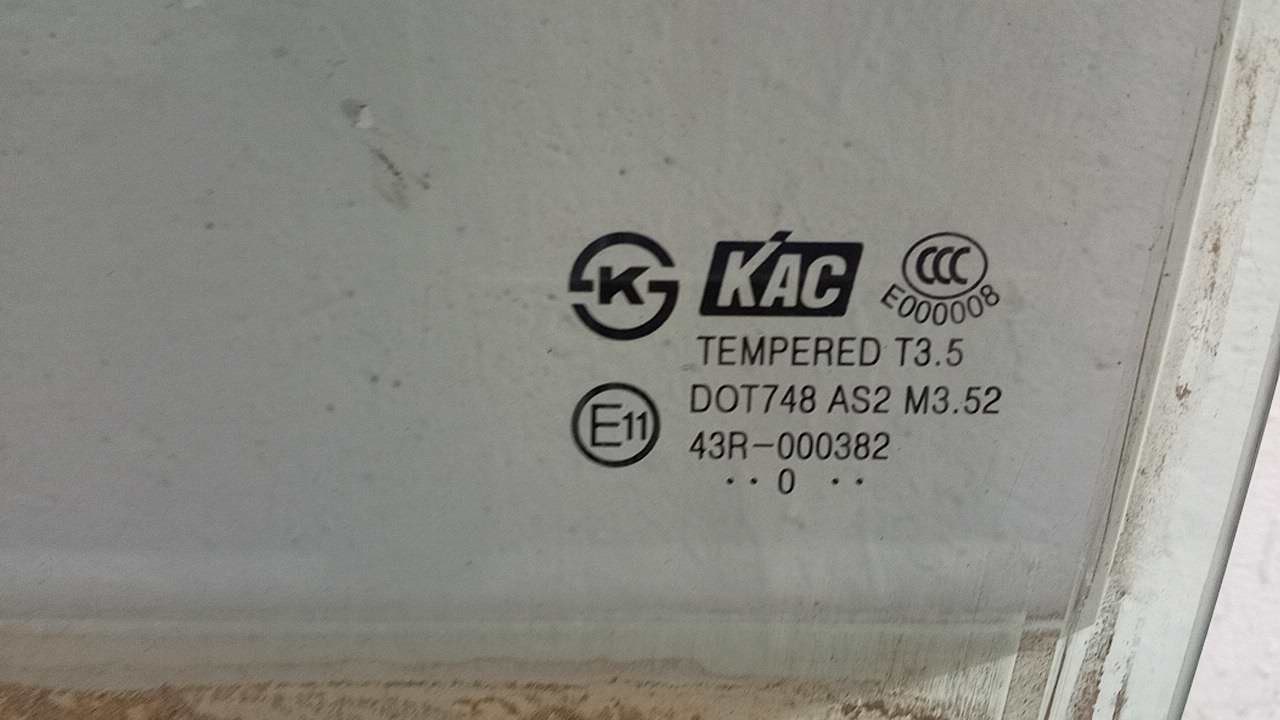 K KAC CCC
E000008
TEMPERED T3.5
DOT748 AS2 M3.52
E11 43R-000382
··0 ··